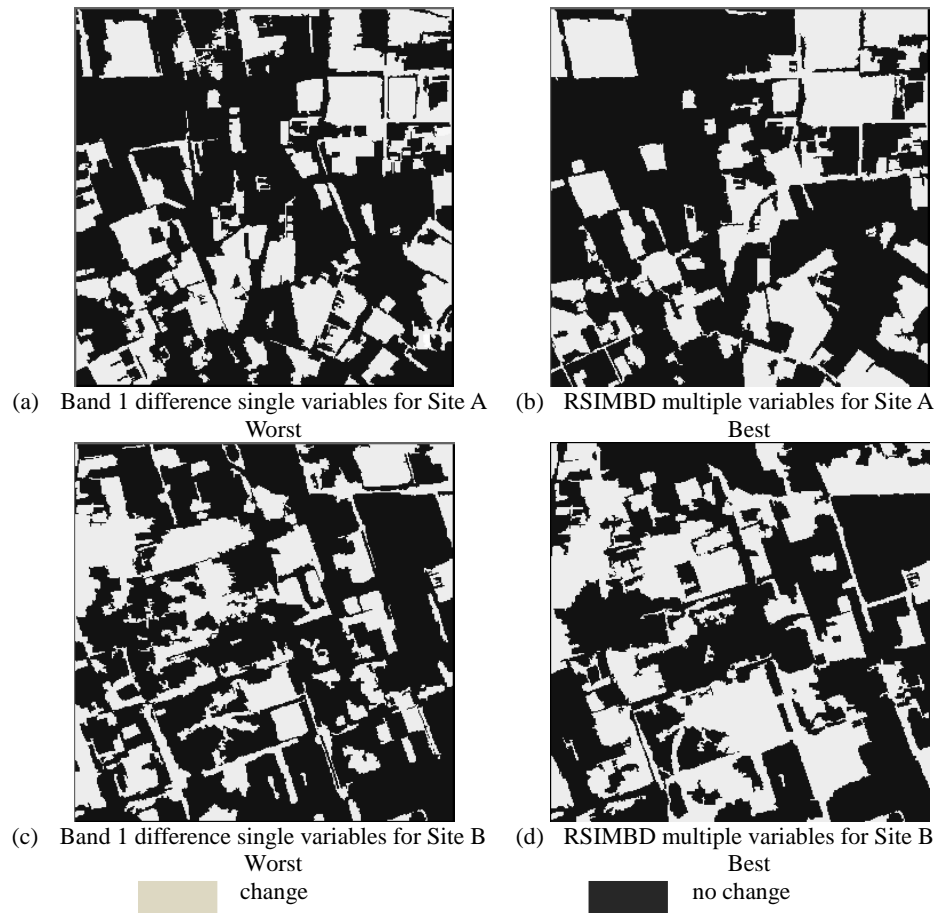 (a) Band 1 difference single variables for Site A
Worst
(b) RSIMBD multiple variables for Site A
Best
(c) Band 1 difference single variables for Site B
Worst
(d) RSIMBD multiple variables for Site B
Best
change
no change